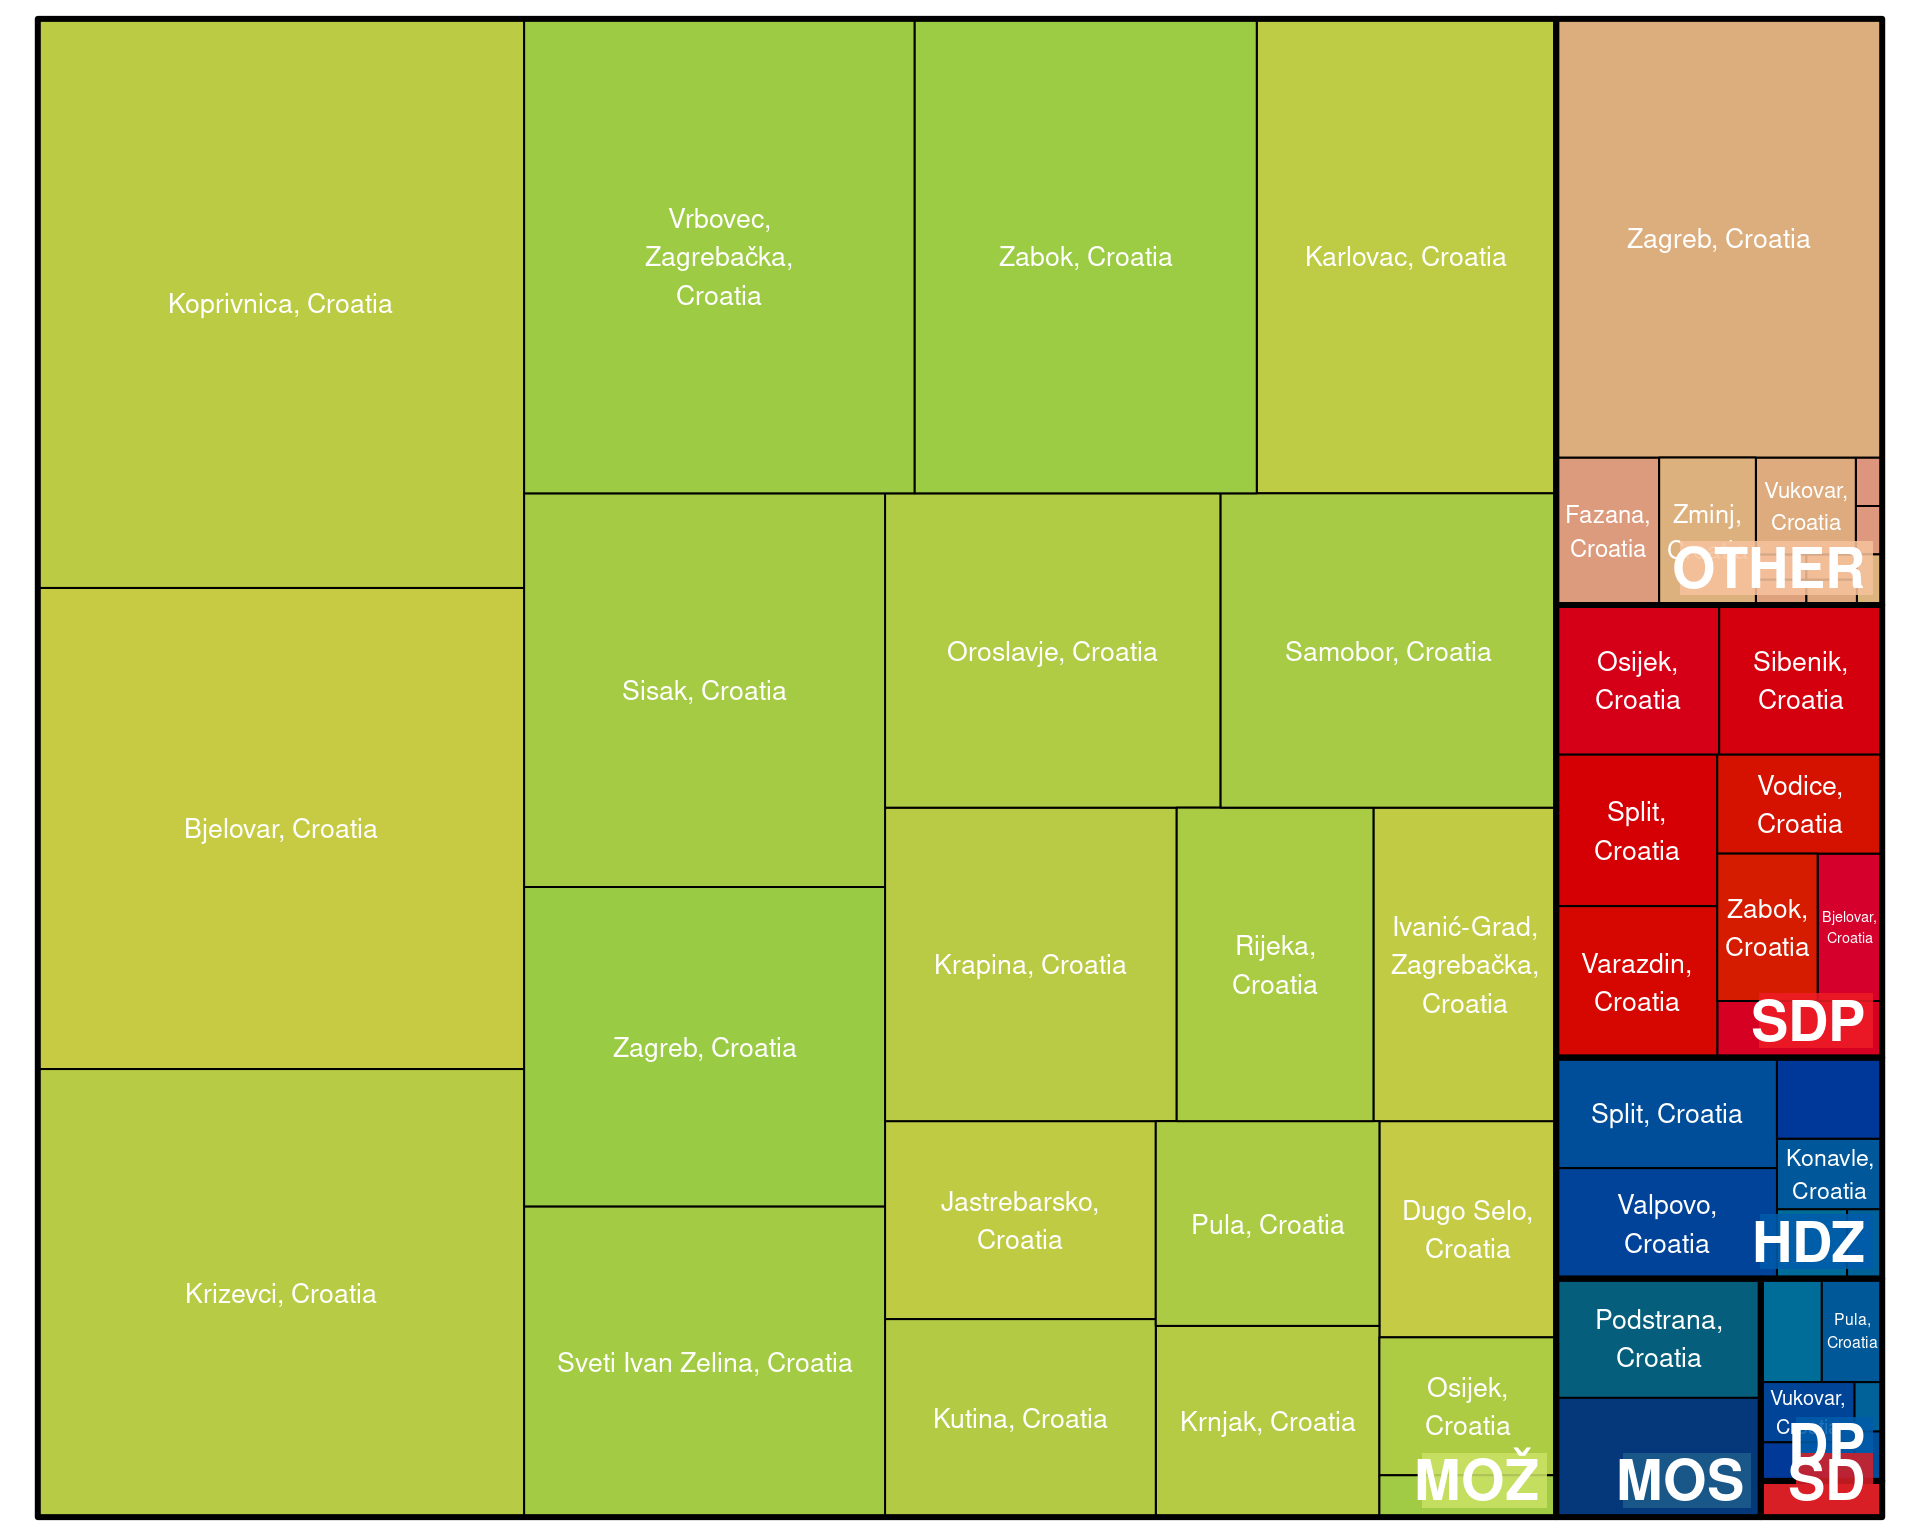 Koprivnica, Croatia
Bjelovar, Croatia
Krizevci, Croatia
Vrbovec,
Zagrebačka,
Croatia
Zabok, Croatia
Karlovac, Croatia
Sisak, Croatia
Zagreb, Croatia
Sveti Ivan Zelina, Croatia
Oroslavje, Croatia
Samobor, Croatia
Krapina, Croatia
Rijeka,
Croatia
Ivanić-Grad,
Zagrebačka,
Croatia
Jastrebarsko,
Croatia
Pula, Croatia
Dugo Selo,
Croatia
Kutina, Croatia
Krnjak, Croatia
Osijek,
Croatia
MOŽ
Zagreb, Croatia
Fazana,
Croatia
Zminj,
Vukovar,
Croatia
OTHER
Osijek,
Croatia
Sibenik,
Croatia
Split,
Croatia
Vodice,
Croatia
Varazdin,
Croatia
Zabok,
Croatia
Bjelovar,
Croatia
SDP
Split, Croatia
Valpovo,
Croatia
Konavle,
Croatia
HDZ
Podstrana,
Croatia
MOS
Pula,
Croatia
Vukovar,
DP
SD